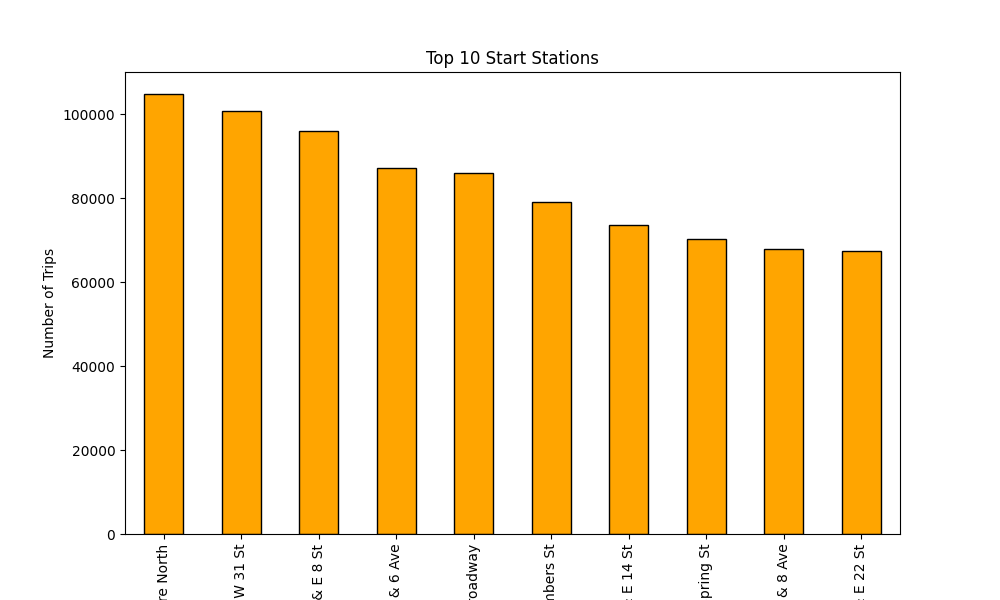 Top 10 Start Stations
Number of Trips
100000
80000
60000
40000
20000
0
re North
W 31 St
& E 8 St
& 6 Ave
roadway
mbers St
E 14 St
pring St
& 8 Ave
E 22 St